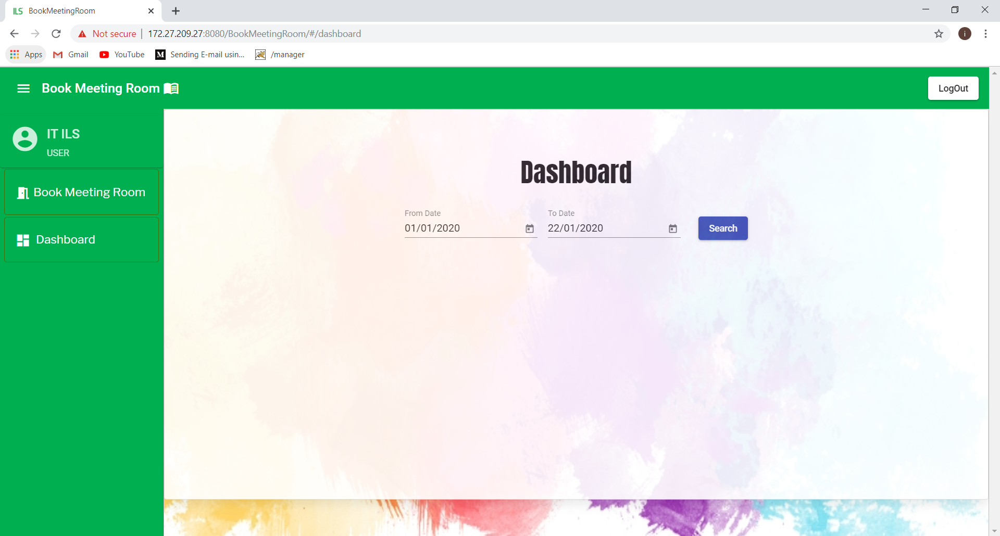 ILS BookMeetingRoom
Not secure 172.27.209.27:8080/BookMeetingRoom/#/dashboard
i
Apps Gmail YouTube M Sending E-mail usin... /manager
Book Meeting Room
LogOut
IT ILS
USER
Book Meeting Room
Dashboard
Dashboard
From Date To Date
01/01/2020 22/01/2020 Search